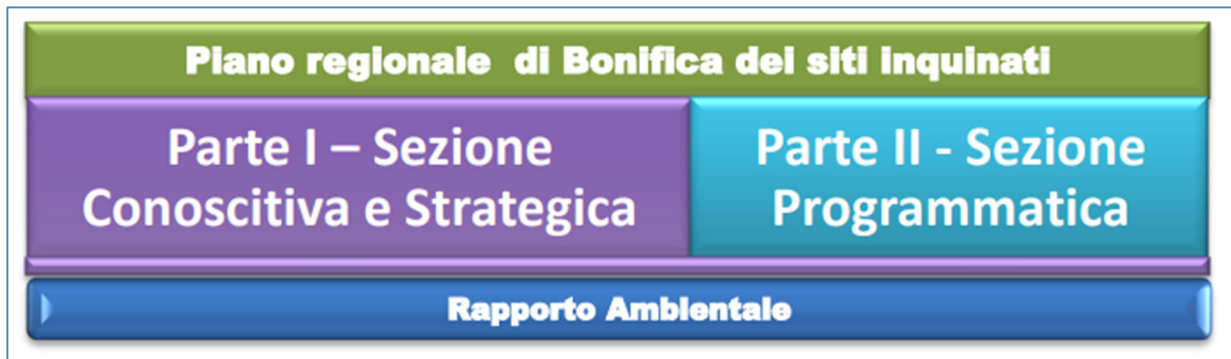 Piano regionale di Bonifica dei siti inquinati
Parte I – Sezione
Conoscitiva e Strategica
Parte II - Sezione
Programmatica
Rapporto Ambientale